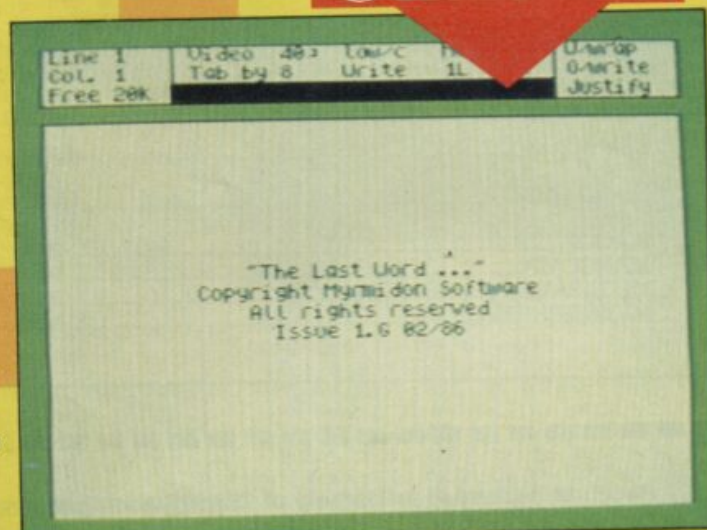 Line 1
Col. 1
Free 20K
Video 40
Low/c
Tab by 8
Write 1L
U-wrap
O-write
Justify
"The Last Word ..."
Copyright Myrmidon Software
All rights reserved
Issue 1.G 02/86